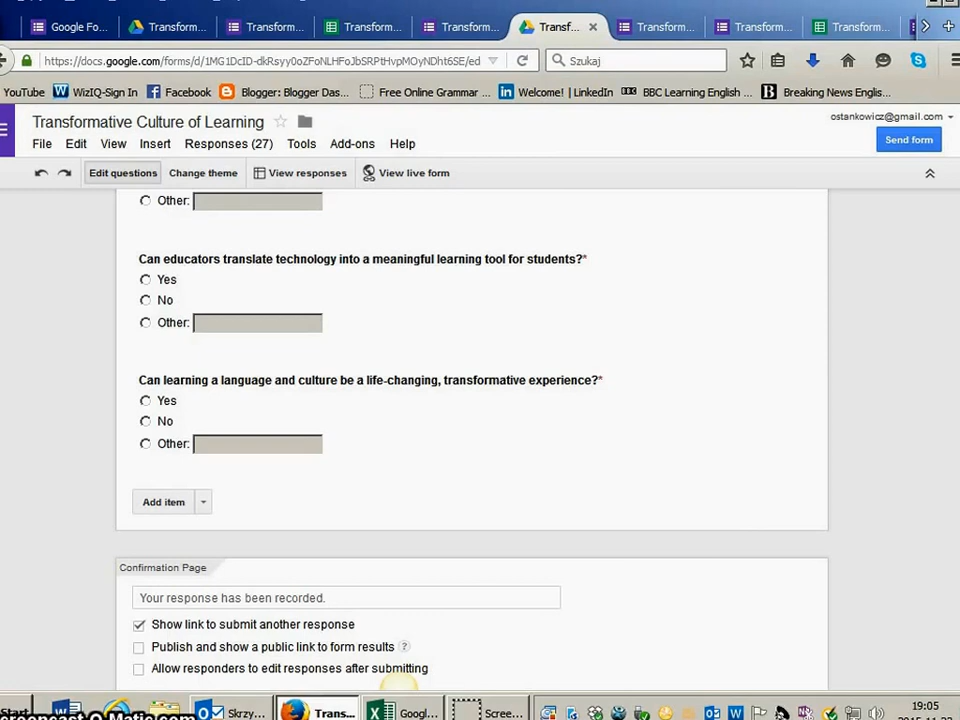 Google Fo...
Transform...
Transform...
Transform...
Transform...
Transf...
Transform...
Transform...
Transform...
https://docs.google.com/forms/d/1MG1DcID-dkRsyy0oZFoNLHFoJbSRPtHvpMOyNDht6SE/ed
Szukaj
YouTube
WizIQ-Sign In
Facebook
Blogger: Blogger Das...
Free Online Grammar ...
Welcome! | LinkedIn
BBC Learning English ...
Breaking News Englis...
Transformative Culture of Learning
ostankowicz@gmail.com
File Edit View Insert Responses (27) Tools Add-ons Help
Send form
Edit questions Change theme View responses View live form
Other:
Can educators translate technology into a meaningful learning tool for students?*
Yes
No
Other:
Can learning a language and culture be a life-changing, transformative experience?*
Yes
No
Other:
Add item
Confirmation Page
Your response has been recorded.
Show link to submit another response
Publish and show a public link to form results ?
Allow responders to edit responses after submitting
Skrzy...
Trans...
Googl...
Scree...
19:05